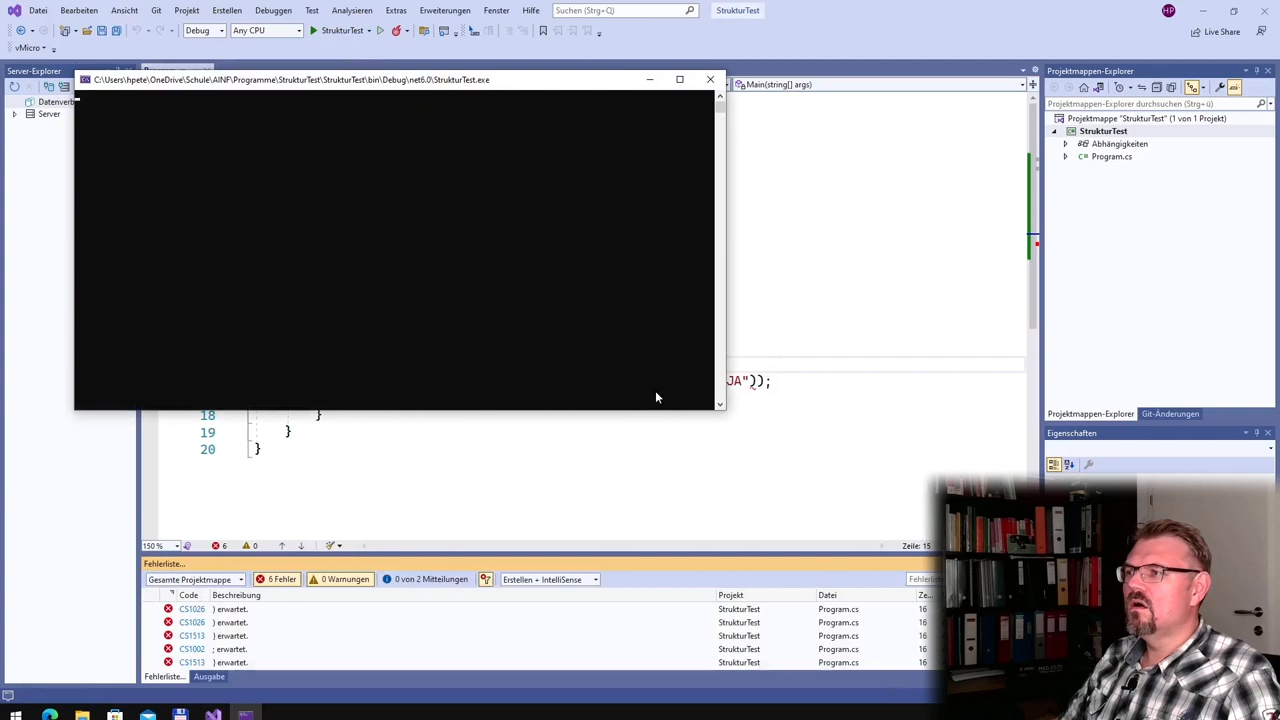 Datei Bearbeiten Ansicht Git Projekt Erstellen Debuggen Test Analysieren Extras Erweiterungen Fenster Hilfe Suchen (Strg+Q) StrukturTest HP
Debug Any CPU StrukturTest Live Share
vMicro
Server-Explorer
Datenverb
Server
C:\Users\hpete\OneDrive\Schule\AINF\Programme\StrukturTest\StrukturTest\bin\Debug\net6.0\StrukturTest.exe
Main(string[] args)
JA"));
18 }
19 }
20 }
150 % 6 0 Zeile: 15
Fehlerliste...
Gesamte Projektmappe 6 Fehler 0 Warnungen 0 von 2 Mitteilungen Erstellen + IntelliSense Fehlerliste
Code Beschreibung Projekt Datei Ze...
CS1026 ) erwartet. StrukturTest Program.cs 16
CS1026 ) erwartet. StrukturTest Program.cs 16
CS1513 } erwartet. StrukturTest Program.cs 16
CS1002 ; erwartet. StrukturTest Program.cs 16
CS1513 } erwartet. StrukturTest Program.cs 16
Fehlerliste... Ausgabe
Projektmappen-Explorer
Projektmappen-Explorer durchsuchen (Strg+ü)
Projektmappe "StrukturTest" (1 von 1 Projekt)
StrukturTest
Abhängigkeiten
Program.cs
Projektmappen-Explorer Git-Änderungen
Eigenschaften